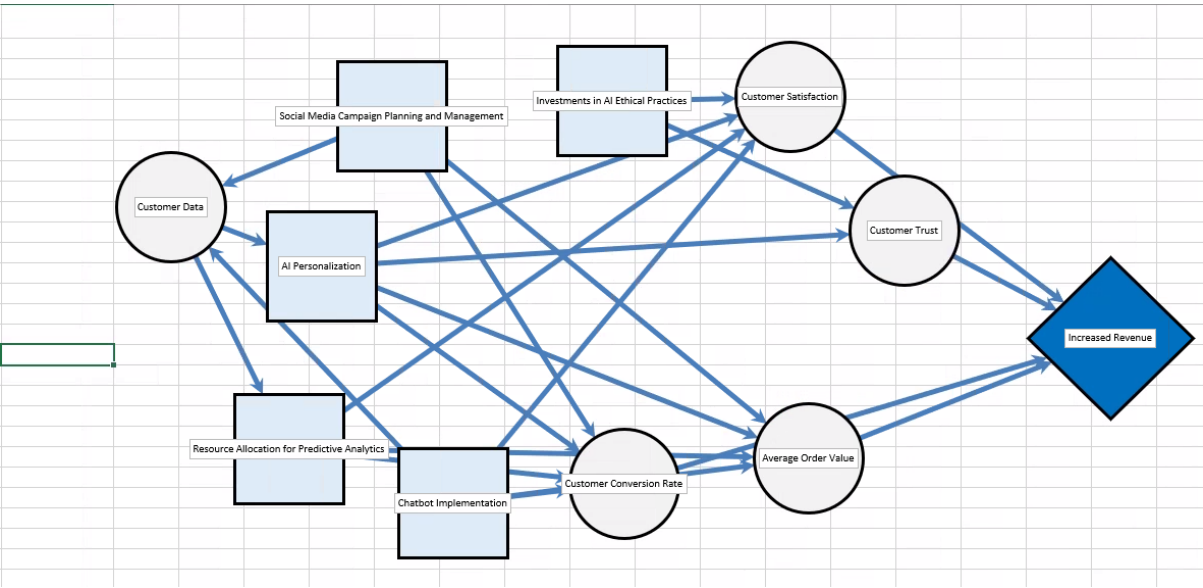 Investments in AI Ethical Practices
Customer Satisfaction
Social Media Campaign Planning and Management
Customer Data
Customer Trust
AI Personalization
Increased Revenue
Resource Allocation for Predictive Analytics
Average Order Value
Customer Conversion Rate
Chatbot Implementation